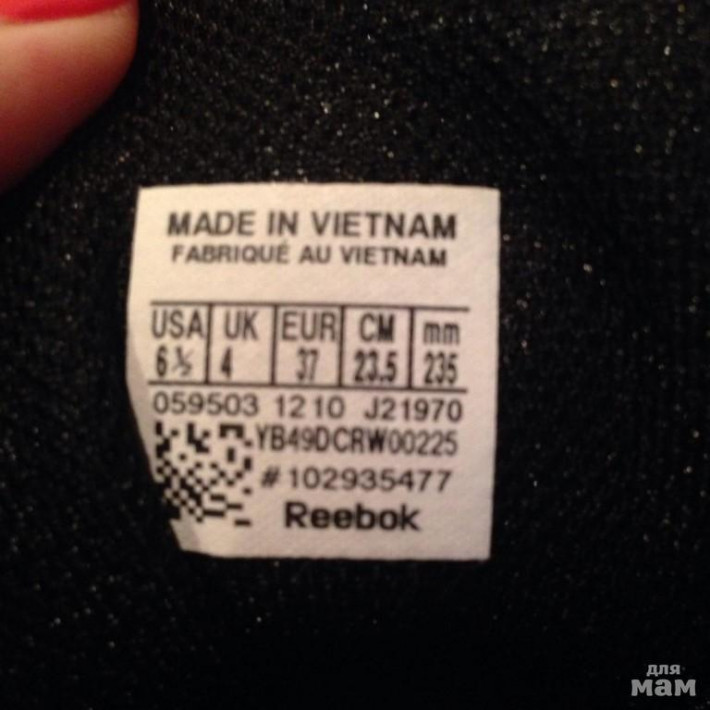 MADE IN VIETNAM
FABRIQUÉ AU VIETNAM
USA UK EUR CM mm
6½ 4 37 23.5 235
059503 1210 J21970
YB49DCRW00225
#102935477
Reebok
для
мам